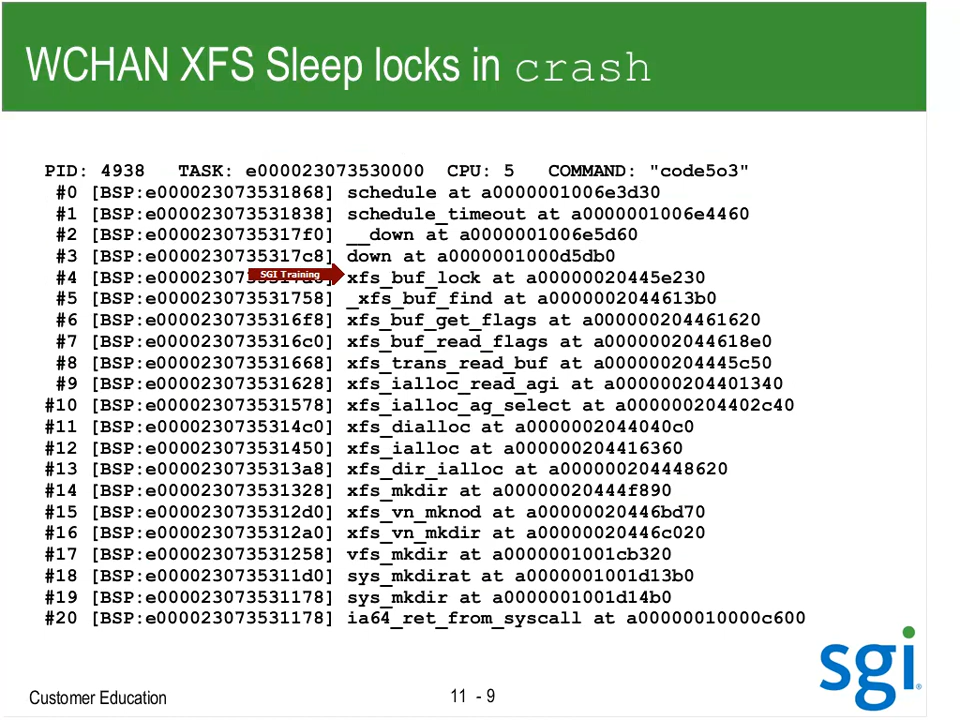 WCHAN XFS Sleep locks in crash
PID: 4938 TASK: e000023073530000 CPU: 5 COMMAND: "code5o3"
#0 [BSP:e000023073531868] schedule at a0000001006e3d30
#1 [BSP:e000023073531838] schedule_timeout at a0000001006e4460
#2 [BSP:e0000230735317f0] __down at a0000001006e5d60
#3 [BSP:e0000230735317c8] down at a0000001000d5db0
SGI Training
#4 xfs_buf_lock at a00000020445e230
#5 [BSP:e000023073531758] _xfs_buf_find at a0000002044613b0
#6 [BSP:e0000230735316f8] xfs_buf_get_flags at a000000204461620
#7 [BSP:e0000230735316c0] xfs_buf_read_flags at a0000002044618e0
#8 [BSP:e000023073531668] xfs_trans_read_buf at a000000204445c50
#9 [BSP:e000023073531628] xfs_ialloc_read_agi at a000000204401340
#10 [BSP:e000023073531578] xfs_ialloc_ag_select at a000000204402c40
#11 [BSP:e0000230735314c0] xfs_dialloc at a0000002044040c0
#12 [BSP:e000023073531450] xfs_ialloc at a000000204416360
#13 [BSP:e0000230735313a8] xfs_dir_ialloc at a000000204448620
#14 [BSP:e000023073531328] xfs_mkdir at a00000020444f890
#15 [BSP:e0000230735312d0] xfs_vn_mknod at a00000020446bd70
#16 [BSP:e0000230735312a0] xfs_vn_mkdir at a00000020446c020
#17 [BSP:e000023073531258] vfs_mkdir at a0000001001cb320
#18 [BSP:e0000230735311d0] sys_mkdirat at a0000001001d13b0
#19 [BSP:e000023073531178] sys_mkdir at a0000001001d14b0
#20 [BSP:e000023073531178] ia64_ret_from_syscall at a00000010000c600
sgi®
Customer Education
11 - 9